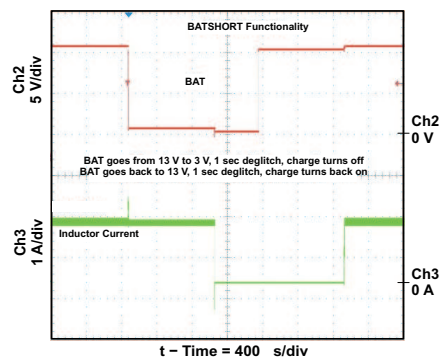 BATSHORT Functionality
Ch2
5 V/div
BAT
Ch2
0 V
BAT goes from 13 V to 3 V, 1 sec deglitch, charge turns off
BAT goes back to 13 V, 1 sec deglitch, charge turns back on
Ch3
1 A/div
Inductor Current
Ch3
0 A
t − Time = 400 s/div